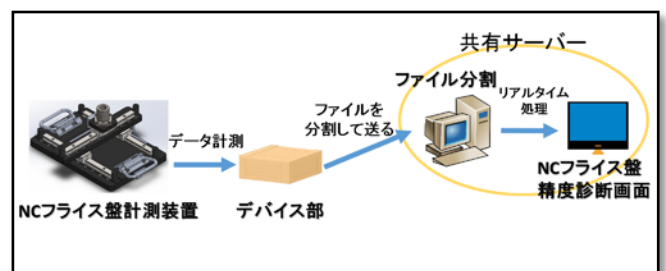 共有サーバー
ファイル分割
リアルタイム
処理
ファイルを
分割して送る
データ計測
NCフライス盤計測装置
デバイス部
NCフライス盤
精度診断画面